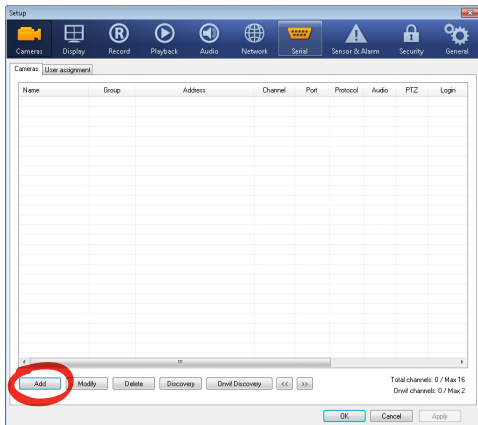 Setup
Cameras Display Record Playback Audio Network Serial Sensor & Alarm Security General
Cameras User assignment
Name Group Address Channel Port Protocol Audio PTZ Login
Add Modify Delete Discovery Onvif Discovery << >>
Total channels: 0 / Max 16
Onvif channels: 0 / Max 2
OK Cancel Apply